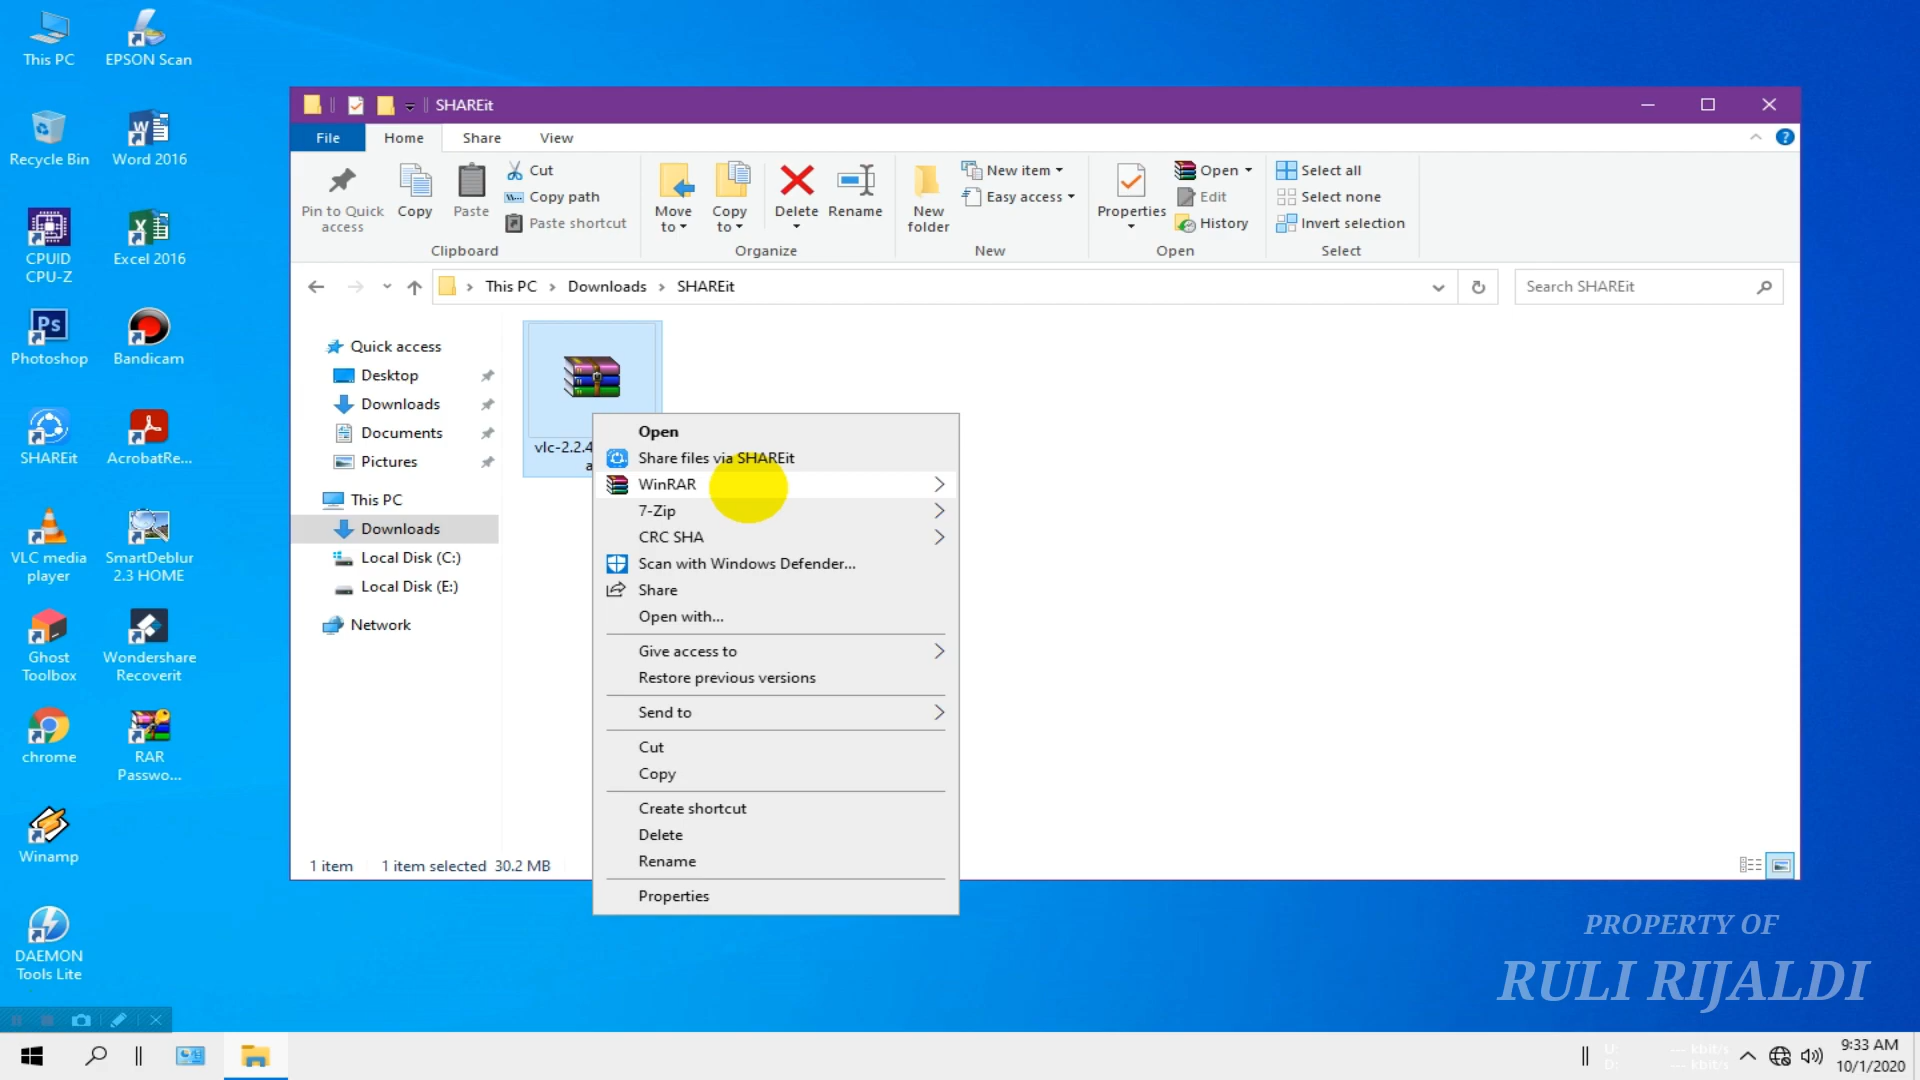 This PC
EPSON Scan
Recycle Bin
Word 2016
CPUID
CPU-Z
Excel 2016
Photoshop
Bandicam
SHAREit
AcrobatRe...
VLC media
player
SmartDeblur
2.3 HOME
Ghost
Toolbox
Wondershare
Recoverit
chrome
RAR
Passwo...
Winamp
DAEMON
Tools Lite
SHAREit
File
Home
Share
View
Pin to Quick
access
Copy
Paste
Cut
Copy path
Paste shortcut
Clipboard
Move
to
Copy
to
Delete
Rename
Organize
New
folder
New item
Easy access
New
Properties
Open
Edit
History
Open
Select all
Select none
Invert selection
Select
This PC > Downloads > SHAREit
Search SHAREit
Quick access
Desktop
Downloads
Documents
Pictures
This PC
Downloads
Local Disk (C:)
Local Disk (E:)
Network
vlc-2.2.4
Open
Share files via SHAREit
WinRAR
7-Zip
CRC SHA
Scan with Windows Defender...
Share
Open with...
Give access to
Restore previous versions
Send to
Cut
Copy
Create shortcut
Delete
Rename
Properties
1 item
1 item selected 30.2 MB
PROPERTY OF
RULI RIJALDI
U: --- kbit/s
D: --- kbit/s
9:33 AM
10/1/2020